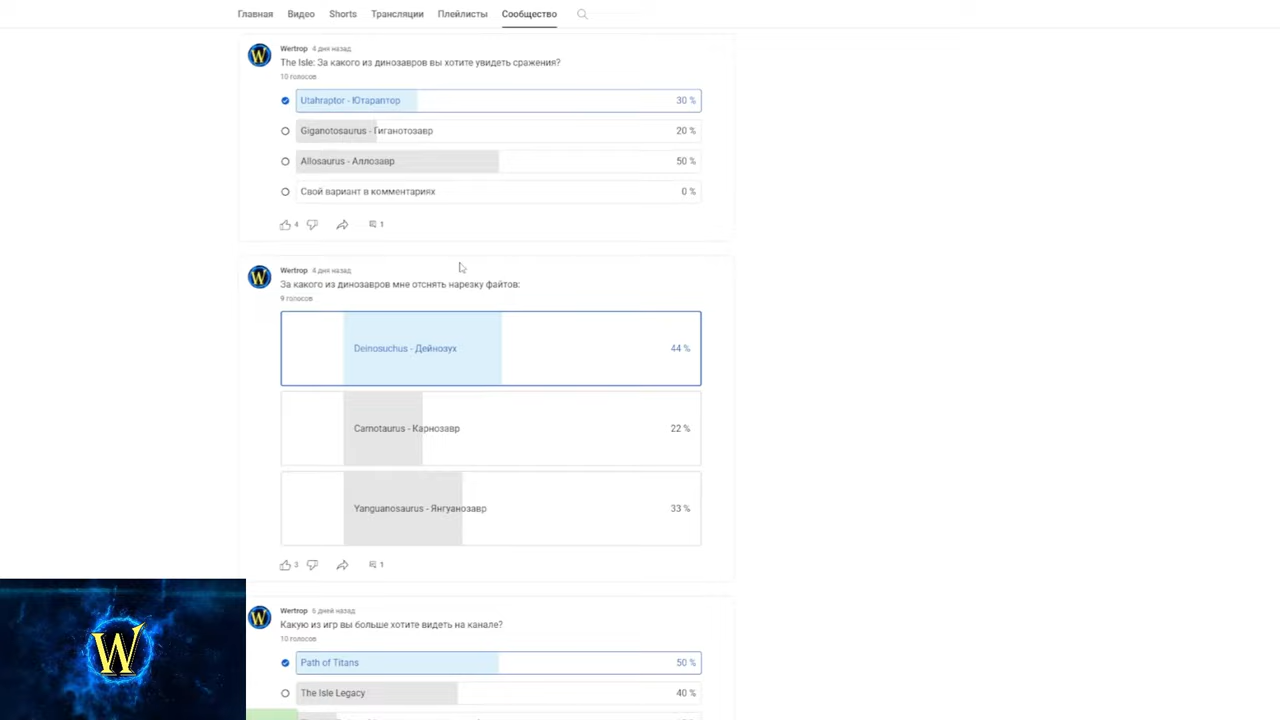 Главная Видео Shorts Трансляции Плейлисты Сообщество
Wertrop 4 дня назад
The Isle: За какого из динозавров вы хотите увидеть сражения?
10 голосов
Utahraptor - Ютараптор 30 %
Giganotosaurus - Гиганотозавр 20 %
Allosaurus - Аллозавр 50 %
Свой вариант в комментариях 0 %
4 1
Wertrop 4 дня назад
За какого из динозавров мне отснять нарезку файтов:
9 голосов
Deinosuchus - Дейнозух 44 %
Carnotaurus - Карнозавр 22 %
Yanguanosaurus - Янгуанозавр 33 %
3 1
Wertrop 6 дней назад
Какую из игр вы больше хотите видеть на канале?
10 голосов
Path of Titans 50 %
The Isle Legacy 40 %
W